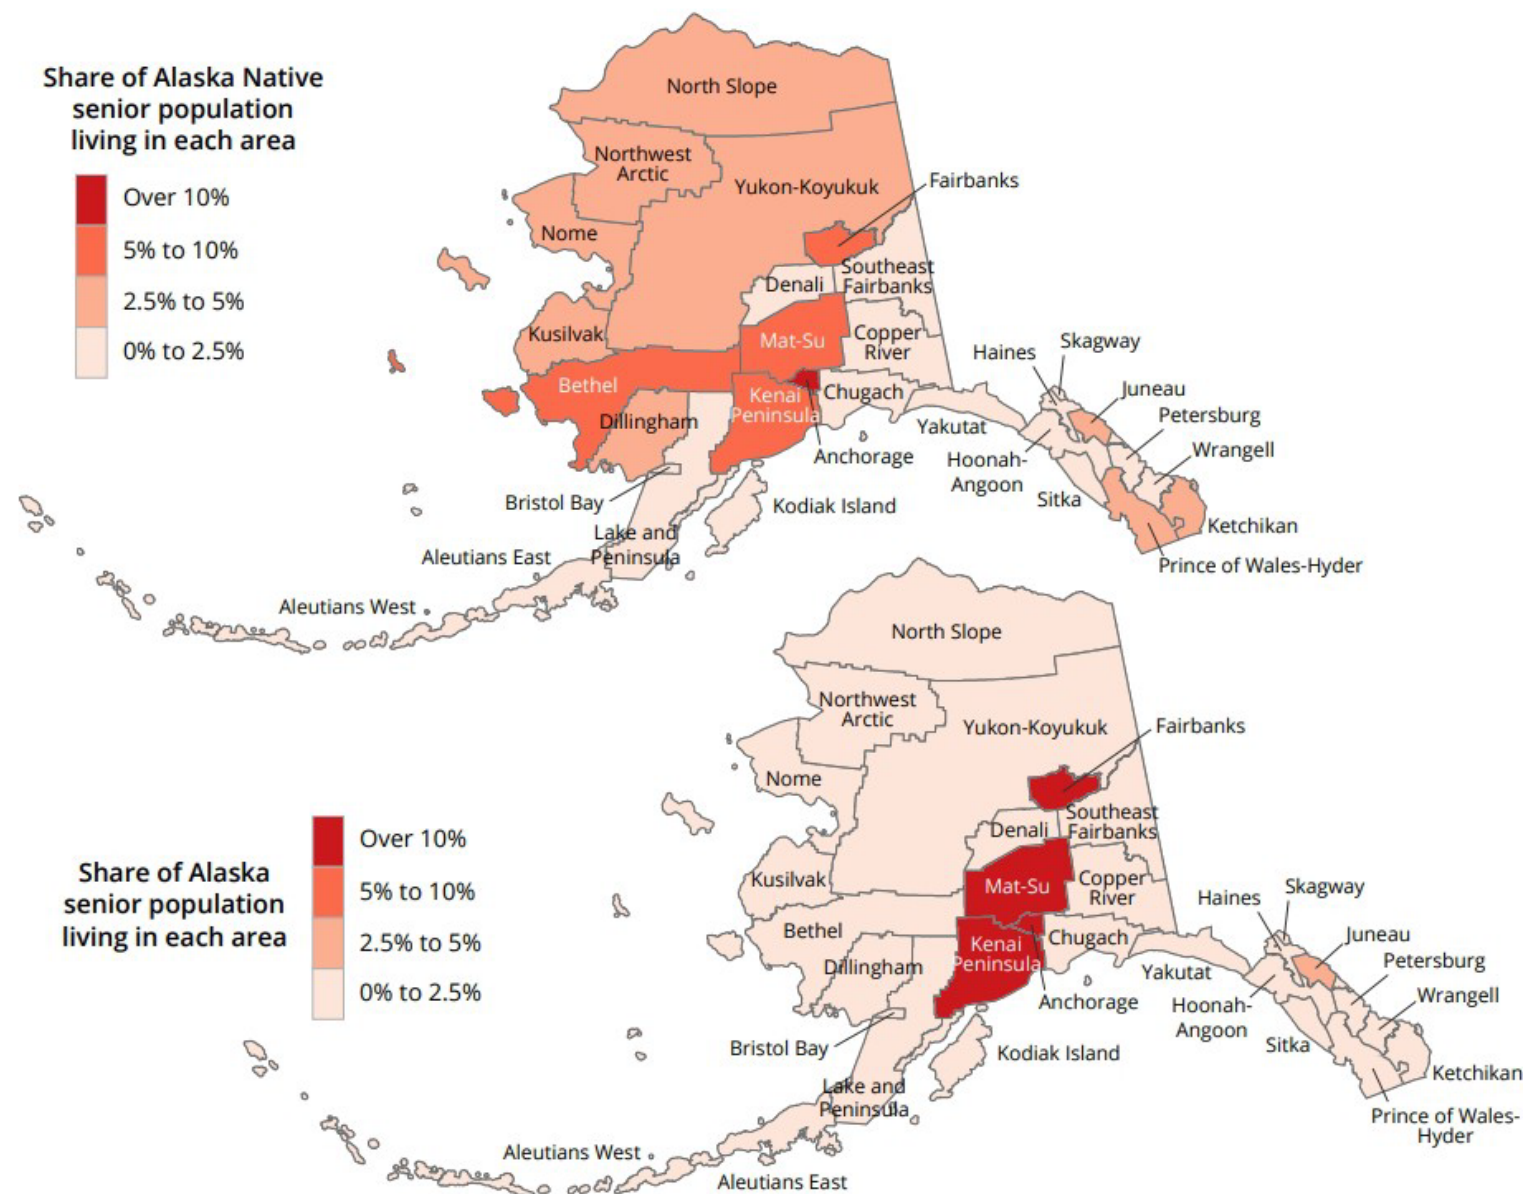 Share of Alaska Native
senior population
living in each area
Over 10%
5% to 10%
2.5% to 5%
0% to 2.5%
North Slope
Northwest
Arctic
Yukon-Koyukuk
Fairbanks
Nome
Southeast
Fairbanks
Denali
Kusilvak
Mat-Su
Copper
River
Haines
Skagway
Bethel
Kenai
Peninsula
Chugach
Juneau
Dillingham
Yakutat
Petersburg
Anchorage
Hoonah-
Angoon
Wrangell
Bristol Bay
Kodiak Island
Sitka
Ketchikan
Lake and
Peninsula
Aleutians East
Prince of Wales-Hyder
Aleutians West
Share of Alaska
senior population
living in each area
Over 10%
5% to 10%
2.5% to 5%
0% to 2.5%
North Slope
Northwest
Arctic
Yukon-Koyukuk
Fairbanks
Nome
Southeast
Fairbanks
Denali
Kusilvak
Mat-Su
Copper
River
Haines
Skagway
Bethel
Kenai
Peninsula
Chugach
Juneau
Dillingham
Yakutat
Petersburg
Anchorage
Hoonah-
Angoon
Wrangell
Bristol Bay
Kodiak Island
Sitka
Ketchikan
Lake and
Peninsula
Prince of Wales-
Hyder
Aleutians West
Aleutians East